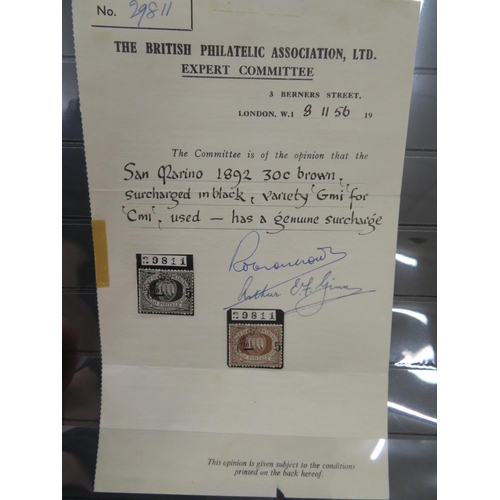 No. 29811
THE BRITISH PHILATELIC ASSOCIATION, LTD.
EXPERT COMMITTEE
3 BERNERS STREET,
LONDON, W.1 8 11 56 19
The Committee is of the opinion that the
San Marino 1892 30c brown,
surcharged in black, variety 'Gmi' for
'Cmi', used — has a genuine surcharge
29811
5
29811
5
This opinion is given subject to the conditions
printed on the back hereof.